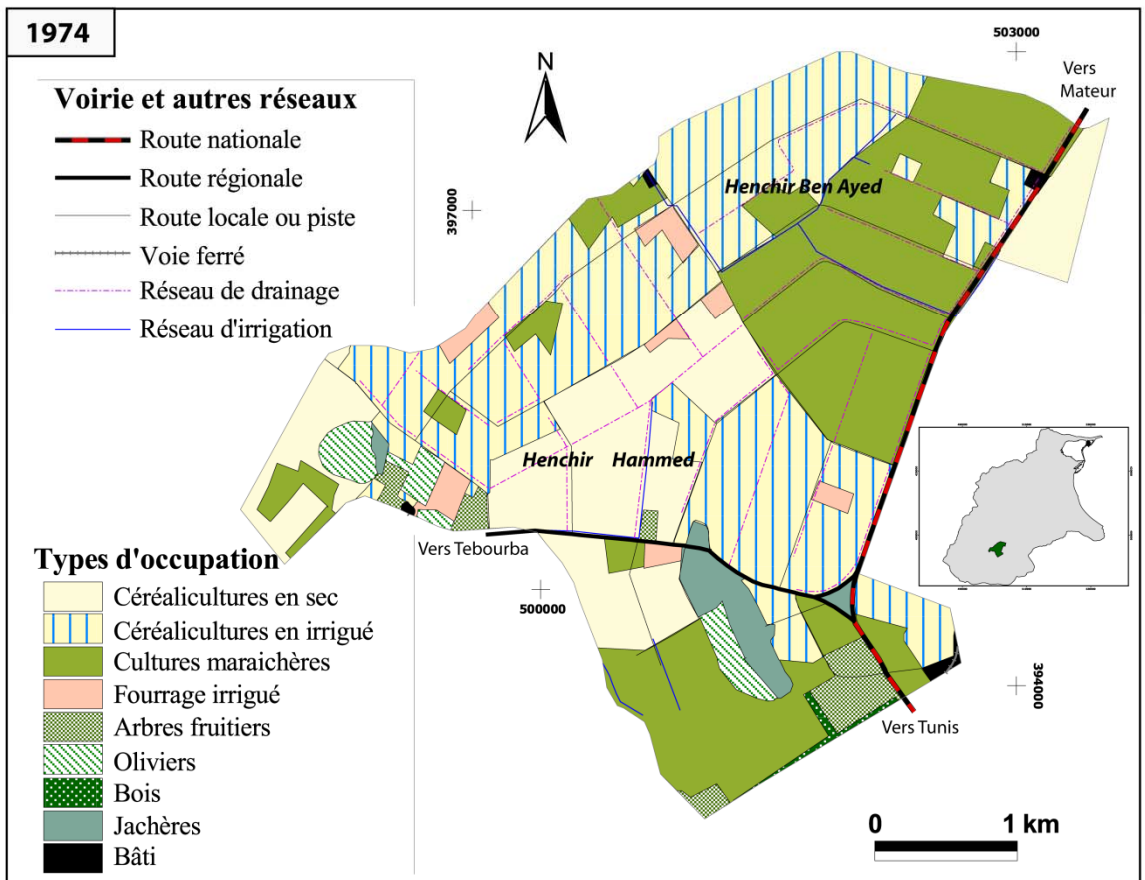 1974
Voirie et autres réseaux
Route nationale
Route régionale
Route locale ou piste
Voie ferré
Réseau de drainage
Réseau d'irrigation
N
503000
Vers
Mateur
397000
Henchir Ben Ayed
Henchir Hammed
Vers Tebourba
500000
394000
Vers Tunis
Types d'occupation
Céréalicultures en sec
Céréalicultures en irrigué
Cultures maraichères
Fourrage irrigué
Arbres fruitiers
Oliviers
Bois
Jachères
Bâti
0 1 km